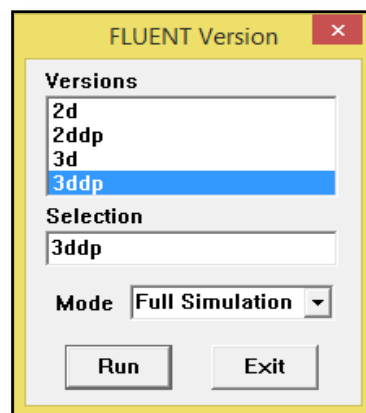 FLUENT Version
×
Versions
2d
2ddp
3d
3ddp
Selection
3ddp
Mode Full Simulation
Run Exit